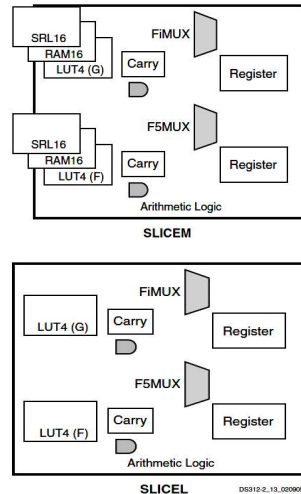 SRL16
RAM16
LUT4 (G)
FiMUX
Carry
Register
SRL16
RAM16
LUT4 (F)
F5MUX
Carry
Register
Arithmetic Logic
SLICEM
FiMUX
LUT4 (G)
Carry
Register
F5MUX
LUT4 (F)
Carry
Register
Arithmetic Logic
SLICEL